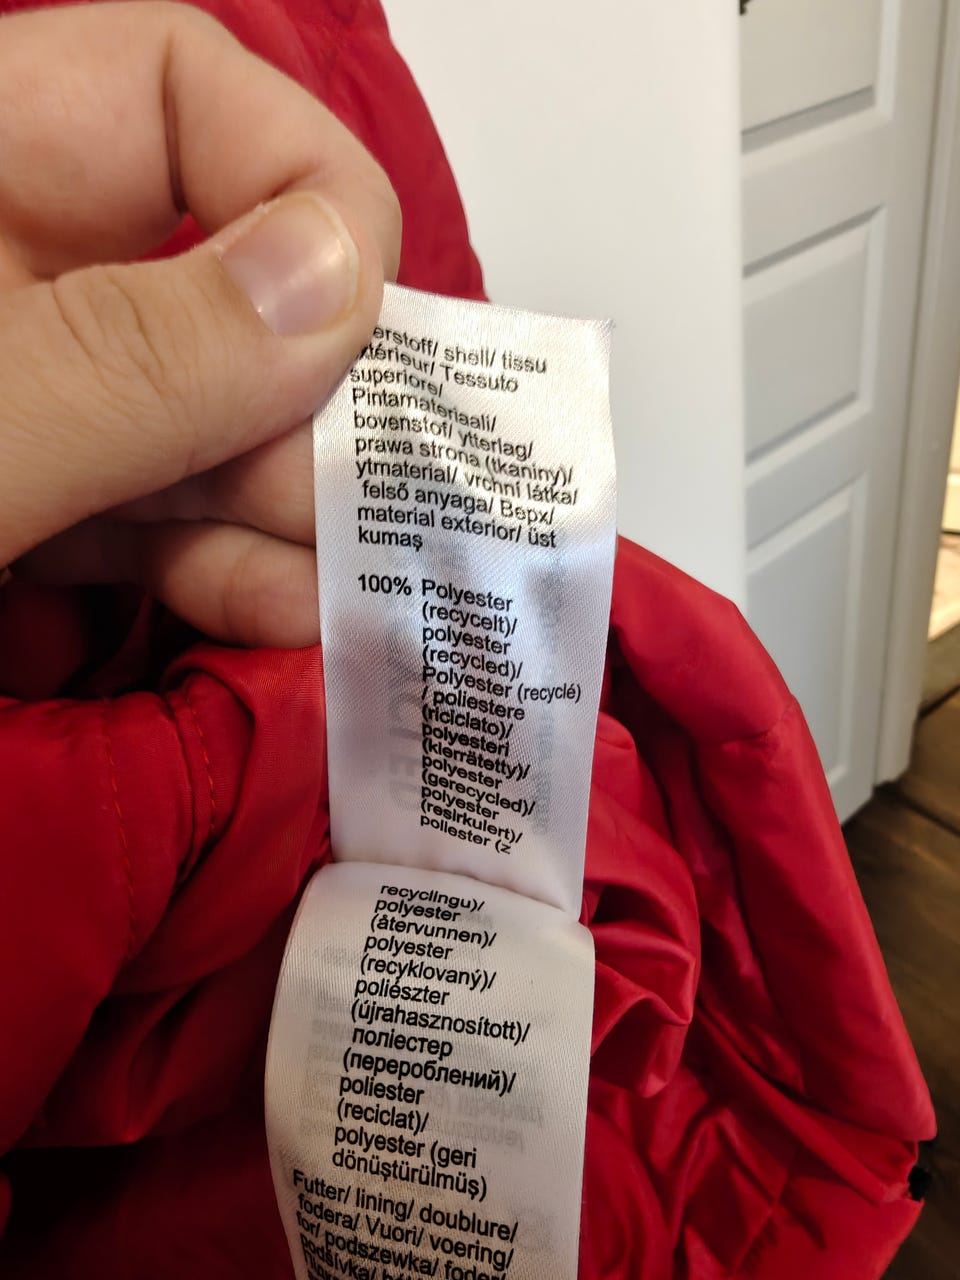 shell/ tissu
Tessuto
superiore/
Pintamateriaali/
bovenstof/ ytterlag/
prawa strona (tkaniny)/
ytmaterial/ vrchní látka/
felső anyaga/ Верх/
material exterior/ üst
kumaş
100% Polyester
(recycelt)/
polyester
(recycled)/
Polyester (recyclé)
/ poliestere
(riciclato)/
polyesteri
(kierrätetty)/
polyester
(gerecycled)/
polyester
(resirkulert)/
poliester (z
recyclingu)/
polyester
(återvunnen)/
polyester
(recyklovaný)/
poliészter
(újrahasznosított)/
поліестер
(перероблений)/
poliester
(reciclat)/
polyester (geri
dönüştürülmüş)
Futter/ lining/ doublure/
fodera/ Vuori/ voering/
for/ podszewka/ foder/
podšívka/